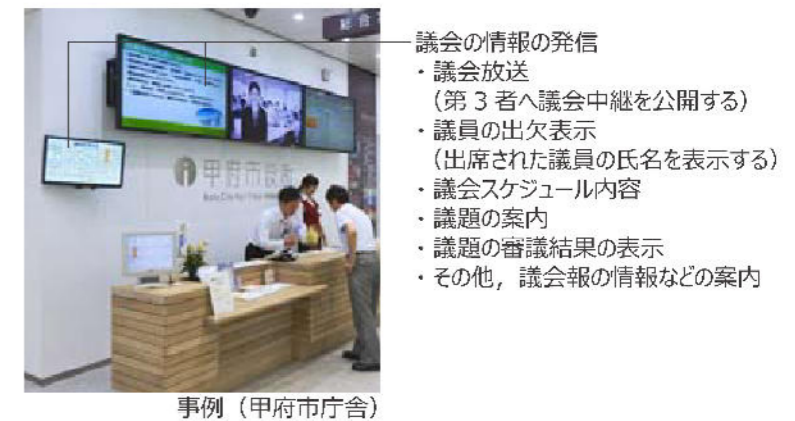 総合
甲府市役所
議会の情報の発信
・議会放送
（第３者へ議会中継を公開する）
・議員の出欠表示
（出席された議員の氏名を表示する）
・議会スケジュール内容
・議題の案内
・議題の審議結果の表示
・その他，議会報の情報などの案内
事例（甲府市庁舎）